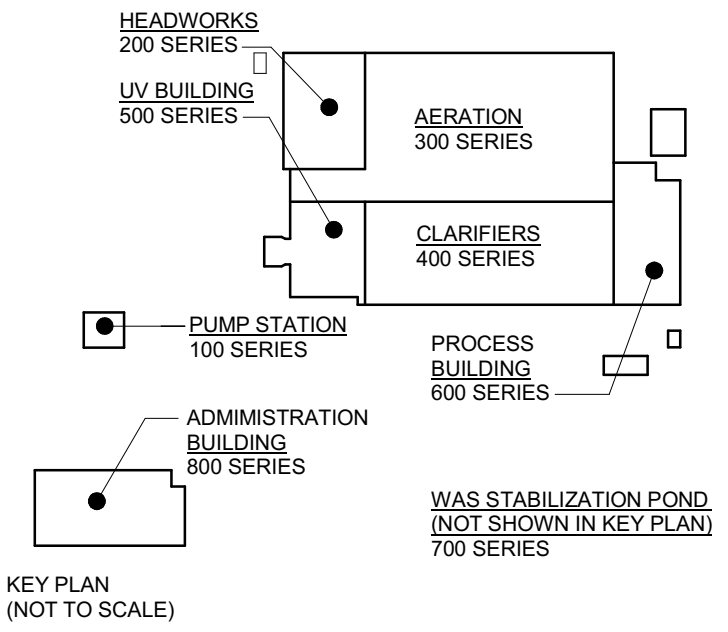 HEADWORKS
200 SERIES
UV BUILDING
500 SERIES
AERATION
300 SERIES
CLARIFIERS
400 SERIES
PUMP STATION
100 SERIES
PROCESS
BUILDING
600 SERIES
ADMIMISTRATION
BUILDING
800 SERIES
WAS STABILIZATION POND
(NOT SHOWN IN KEY PLAN)
700 SERIES
KEY PLAN
(NOT TO SCALE)